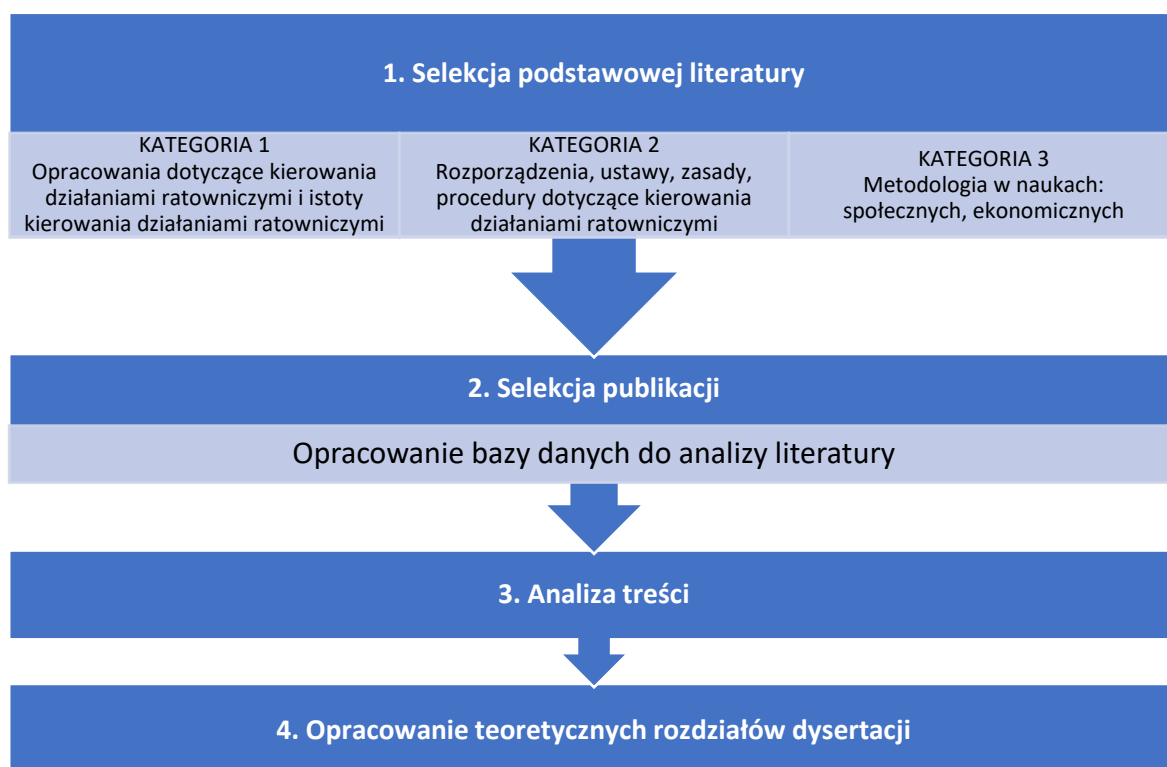 1. Selekcja podstawowej literatury
KATEGORIA 1
Opracowania dotyczące kierowania
działaniami ratowniczymi i istoty
kierowania działaniami ratowniczymi
KATEGORIA 2
Rozporządzenia, ustawy, zasady,
procedury dotyczące kierowania
działaniami ratowniczymi
KATEGORIA 3
Metodologia w naukach:
społecznych, ekonomicznych
2. Selekcja publikacji
Opracowanie bazy danych do analizy literatury
3. Analiza treści
4. Opracowanie teoretycznych rozdziałów dysertacji